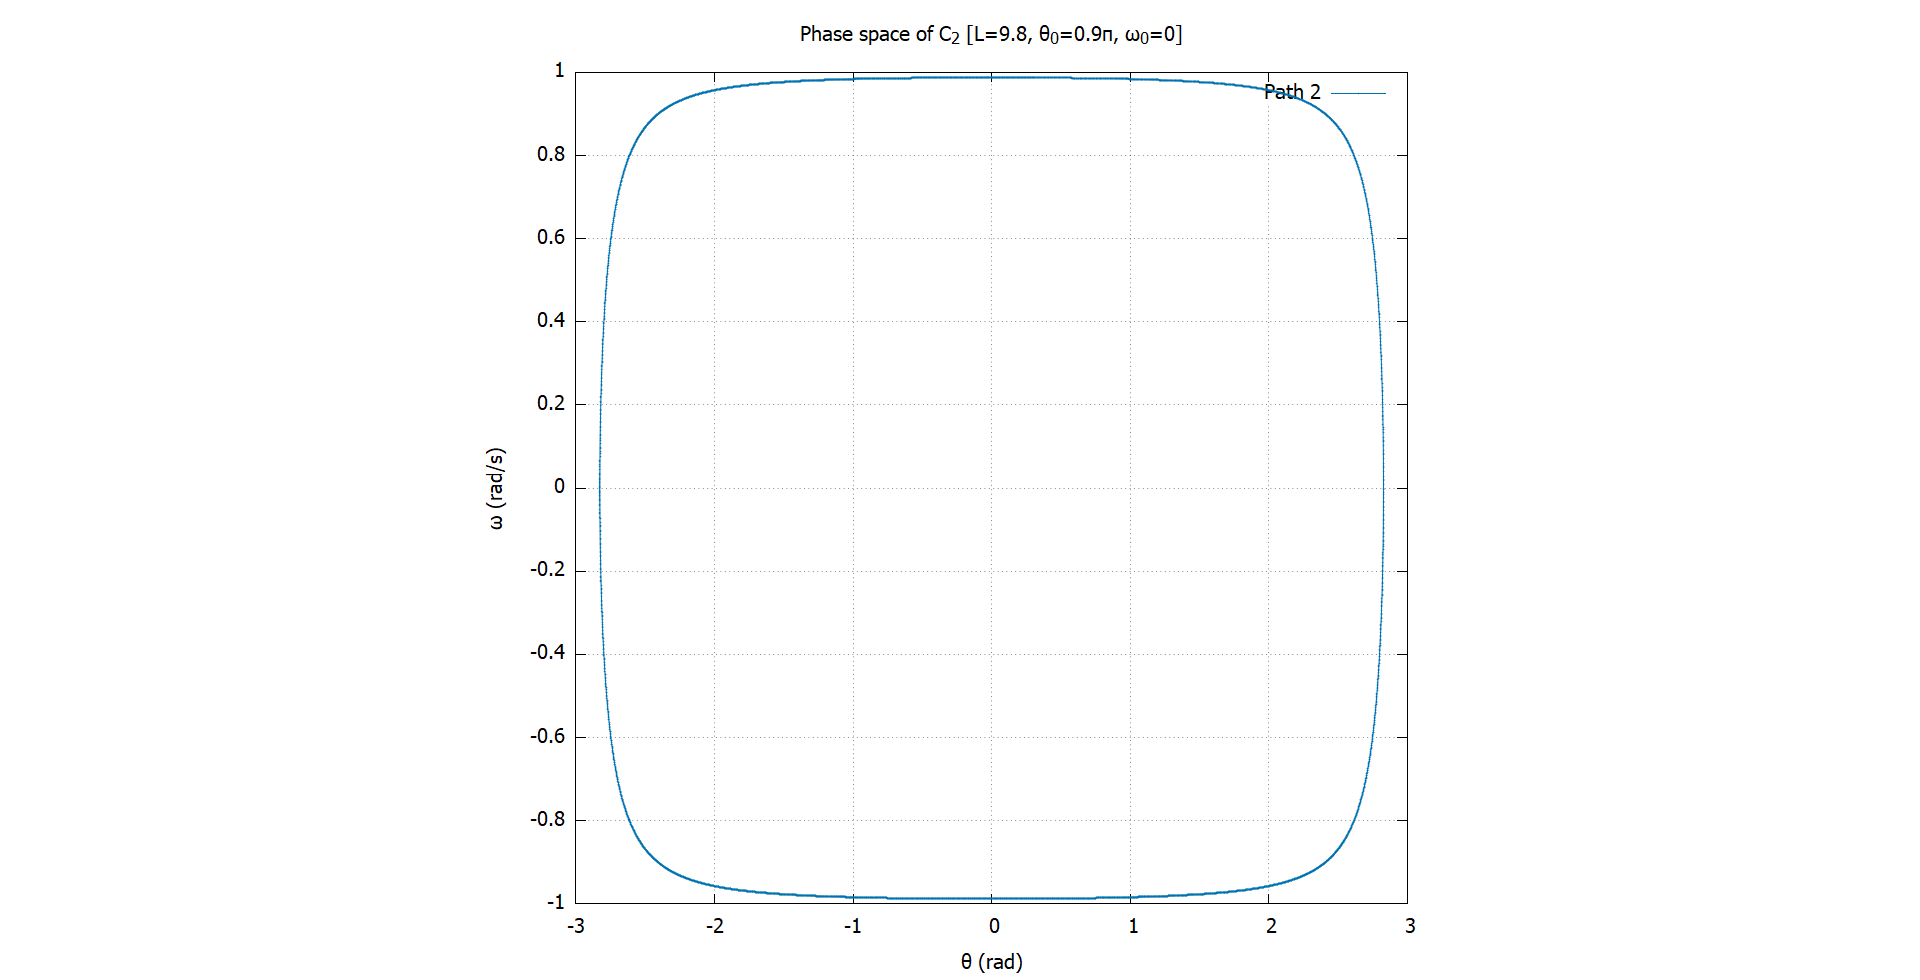 Phase space of C₂ [L=9.8, θ₀=0.9π, ω₀=0]
Path 2
1
0.8
0.6
0.4
0.2
0
-0.2
-0.4
-0.6
-0.8
-1
ω (rad/s)
-3 -2 -1 0 1 2 3
θ (rad)